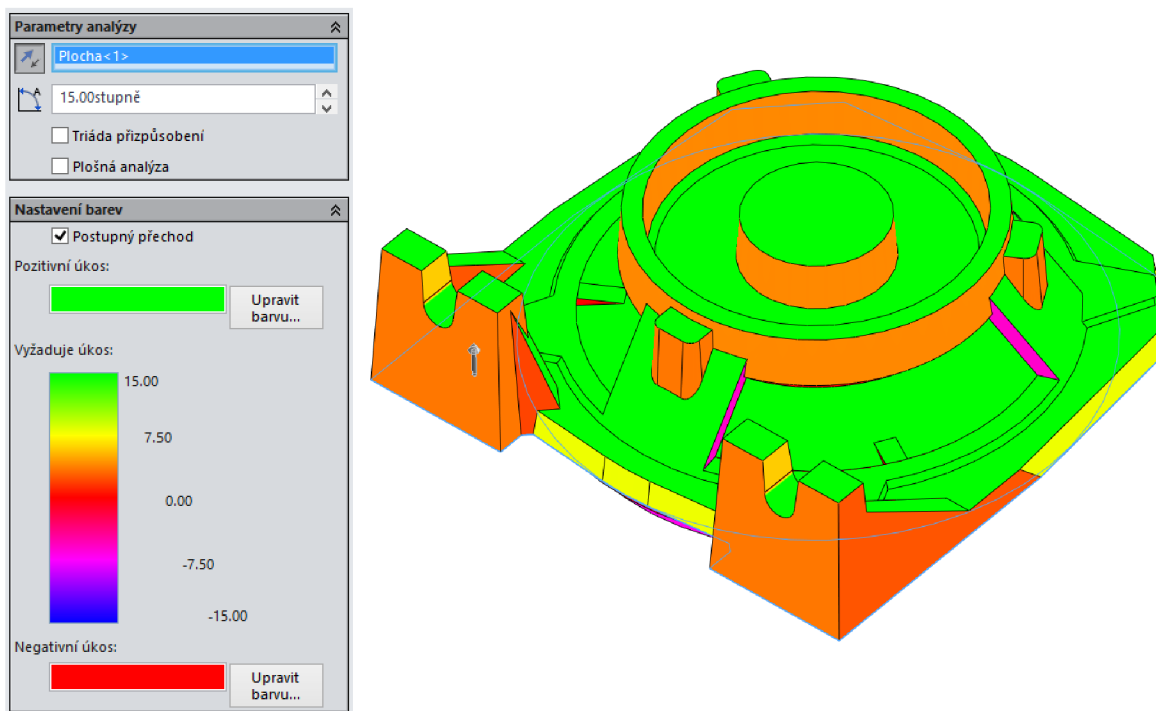 Parametry analýzy
Plocha<1>
A
15.00stupně
Triáda přizpůsobení
Plošná analýza
Nastavení barev
Postupný přechod
Pozitivní úkos:
Upravit
barvu...
Vyžaduje úkos:
15.00
7.50
0.00
-7.50
-15.00
Negativní úkos:
Upravit
barvu...